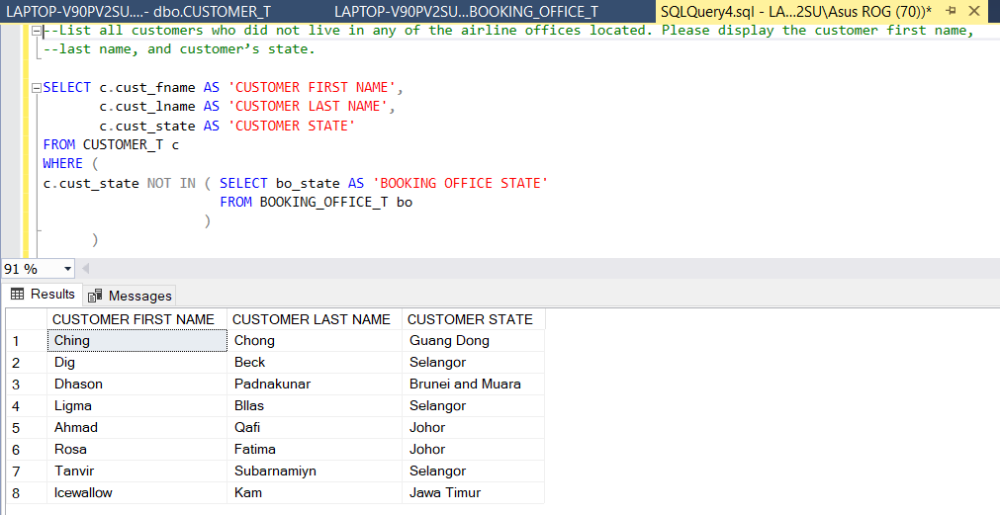 LAPTOP-V90PV2SU....- dbo.CUSTOMER_T LAPTOP-V90PV2SU...BOOKING_OFFICE_T SQLQuery4.sql - LA...2SU\Asus ROG (70))*
--List all customers who did not live in any of the airline offices located. Please display the customer first name,
--last name, and customer’s state.
SELECT c.cust_fname AS 'CUSTOMER FIRST NAME',
c.cust_lname AS 'CUSTOMER LAST NAME',
c.cust_state AS 'CUSTOMER STATE'
FROM CUSTOMER_T c
WHERE (
c.cust_state NOT IN ( SELECT bo_state AS 'BOOKING OFFICE STATE'
FROM BOOKING_OFFICE_T bo
)
)
91 %
Results Messages
CUSTOMER FIRST NAME CUSTOMER LAST NAME CUSTOMER STATE
1 Ching Chong Guang Dong
2 Dig Beck Selangor
3 Dhason Padnakunar Brunei and Muara
4 Ligma Bllas Selangor
5 Ahmad Qafi Johor
6 Rosa Fatima Johor
7 Tanvir Subarnamiyn Selangor
8 Icewallow Kam Jawa Timur